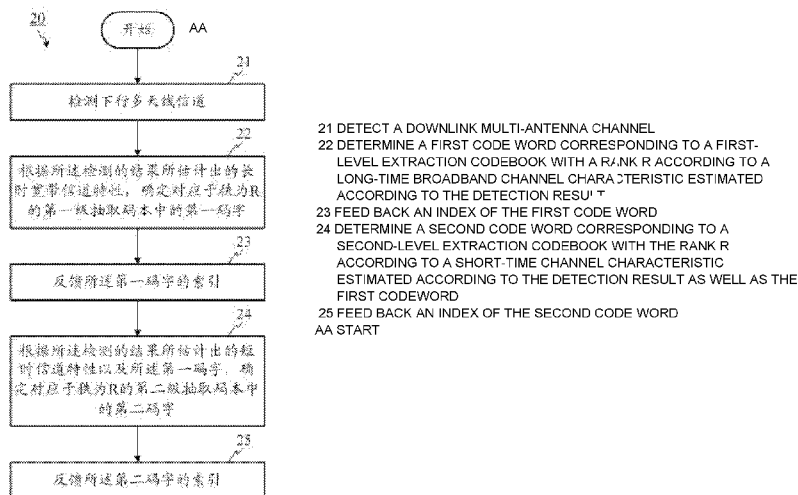 20
开始 AA
21
检测下行多天线信道
22
根据所述检测的结果所估计出的长
时宽带信道特性，确定对应于秩为R
的第一级抽取码本中的第一码字
23
反馈所述第一码字的索引
24
根据所述检测的结果所估计出的短
时信道特性以及所述第一码字，确
定对应于秩为R的第二级抽取码本中
的第二码字
25
反馈所述第二码字的索引
21 DETECT A DOWNLINK MULTI-ANTENNA CHANNEL
22 DETERMINE A FIRST CODE WORD CORRESPONDING TO A FIRST-
LEVEL EXTRACTION CODEBOOK WITH A RANK R ACCORDING TO A
LONG-TIME BROADBAND CHANNEL CHARACTERISTIC ESTIMATED
ACCORDING TO THE DETECTION RESULT
23 FEED BACK AN INDEX OF THE FIRST CODE WORD
24 DETERMINE A SECOND CODE WORD CORRESPONDING TO A
SECOND-LEVEL EXTRACTION CODEBOOK WITH THE RANK R
ACCORDING TO A SHORT-TIME CHANNEL CHARACTERISTIC
ESTIMATED ACCORDING TO THE DETECTION RESULT AS WELL AS THE
FIRST CODEWORD
25 FEED BACK AN INDEX OF THE SECOND CODE WORD
AA START